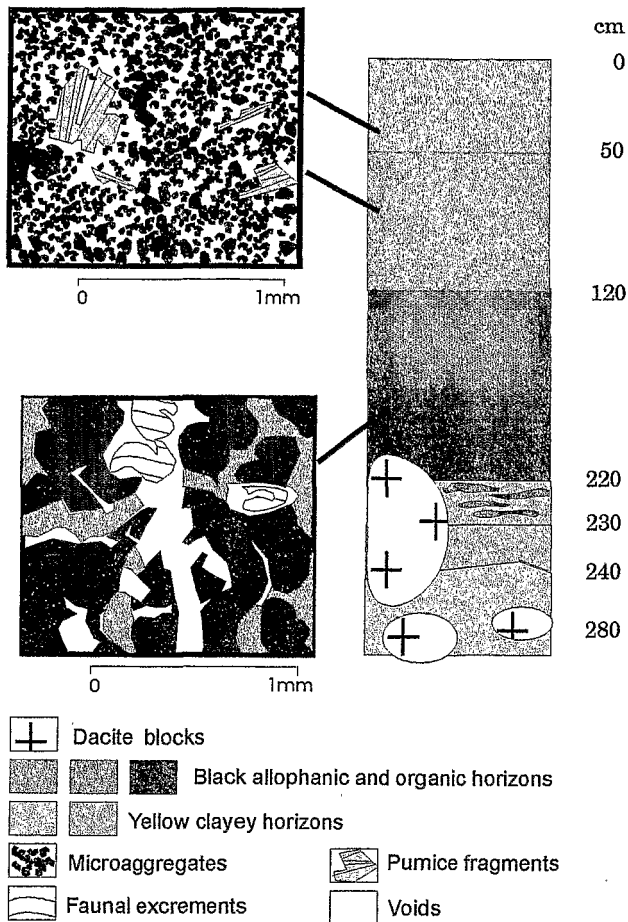 cm
0
50
120
220
230
240
280
0 1mm
0 1mm
Dacite blocks
Black allophanic and organic horizons
Yellow clayey horizons
Microaggregates
Pumice fragments
Faunal excrements
Voids